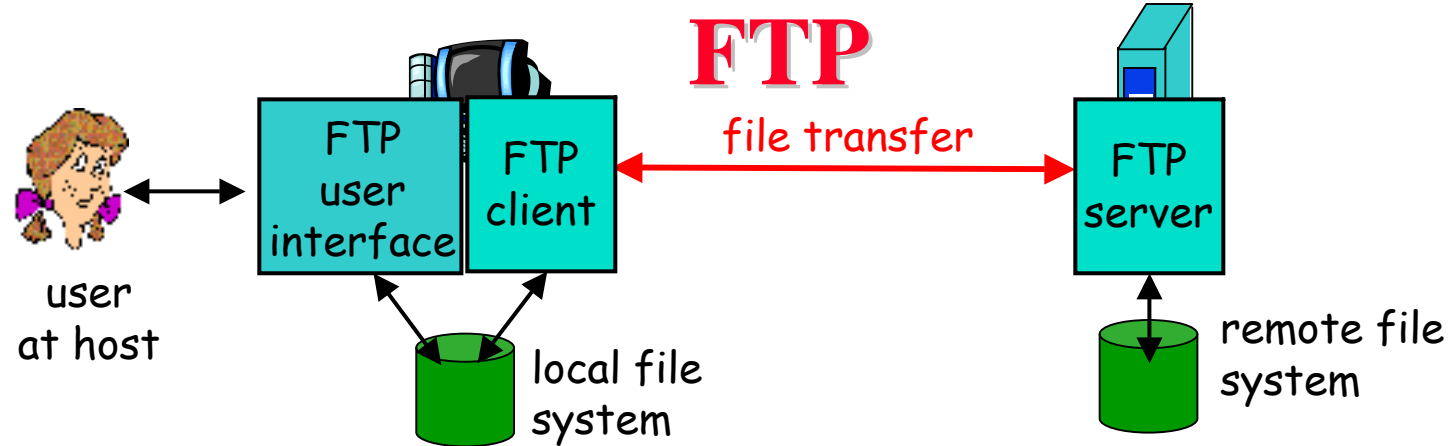 FTP
file transfer
FTP
user
interface
FTP
client
FTP
server
user
at host
local file
system
remote file
system